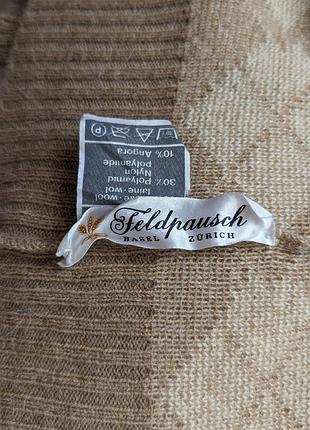 Feldpausch
BASEL ZÜRICH
laine-wol
30% Polyamid
Nylon
polyamide
10% Angora
P